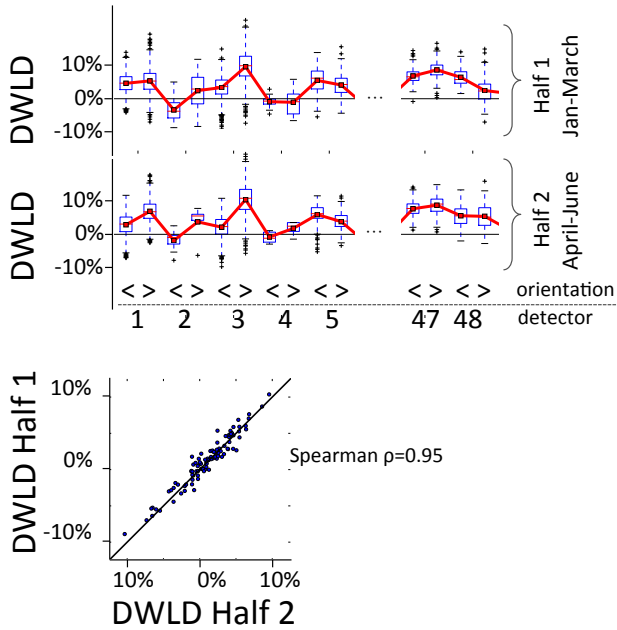 DWLD
10%
0%
-10%
Half 1
Jan-March
...
DWLD
10%
0%
-10%
Half 2
April-June
...
< > < > < > < > < > < > < > orientation
1 2 3 4 5 47 48 detector
DWLD Half 1
10%
0%
-10%
Spearman ρ=0.95
10% 0% 10%
DWLD Half 2